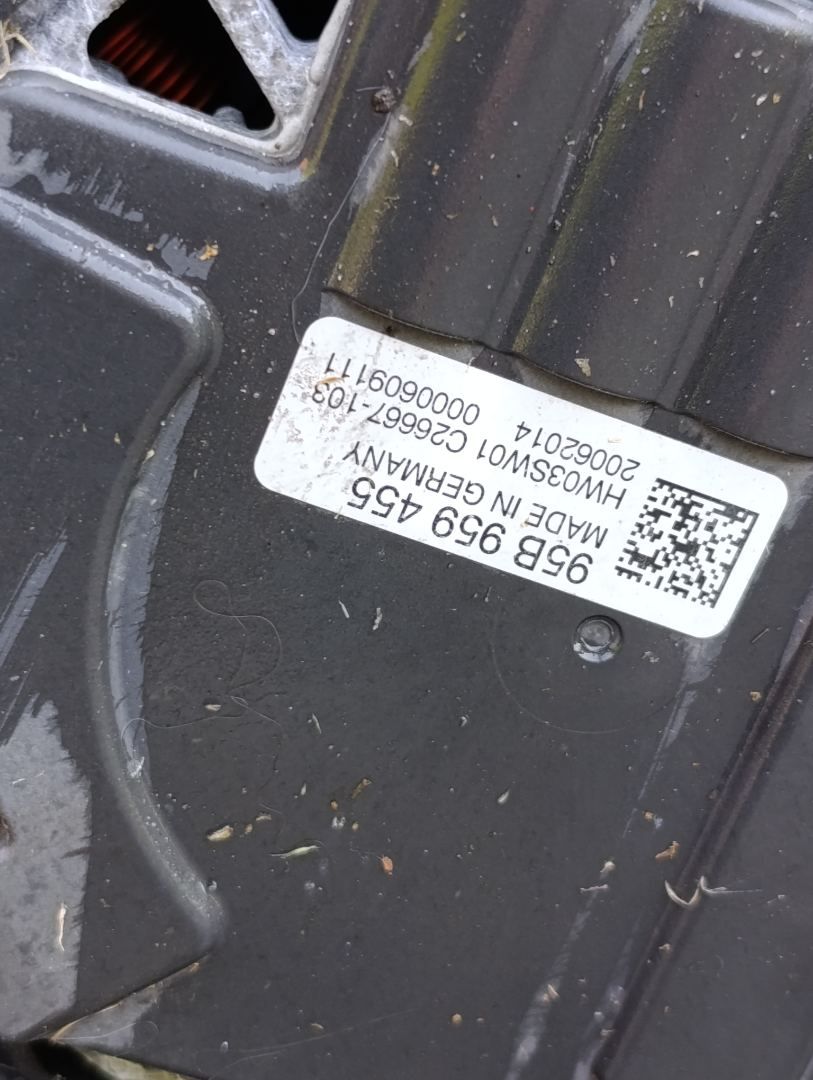 95B 959 455
MADE IN GERMANY
HW03SW01 C26667-103
20062014 0000609111